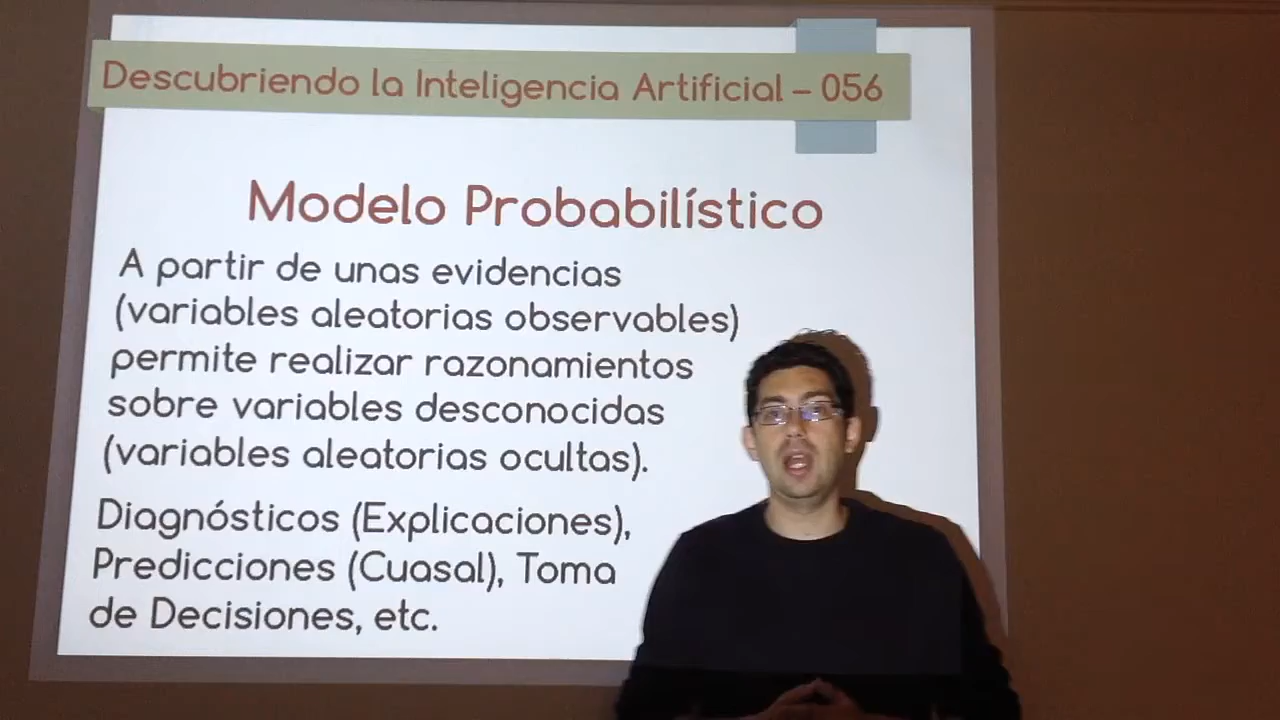 Descubriendo la Inteligencia Artificial – 056
Modelo Probabilístico
A partir de unas evidencias
(variables aleatorias observables)
permite realizar razonamientos
sobre variables desconocidas
(variables aleatorias ocultas).
Diagnósticos (Explicaciones),
Predicciones (Cuasal), Toma
de Decisiones, etc.